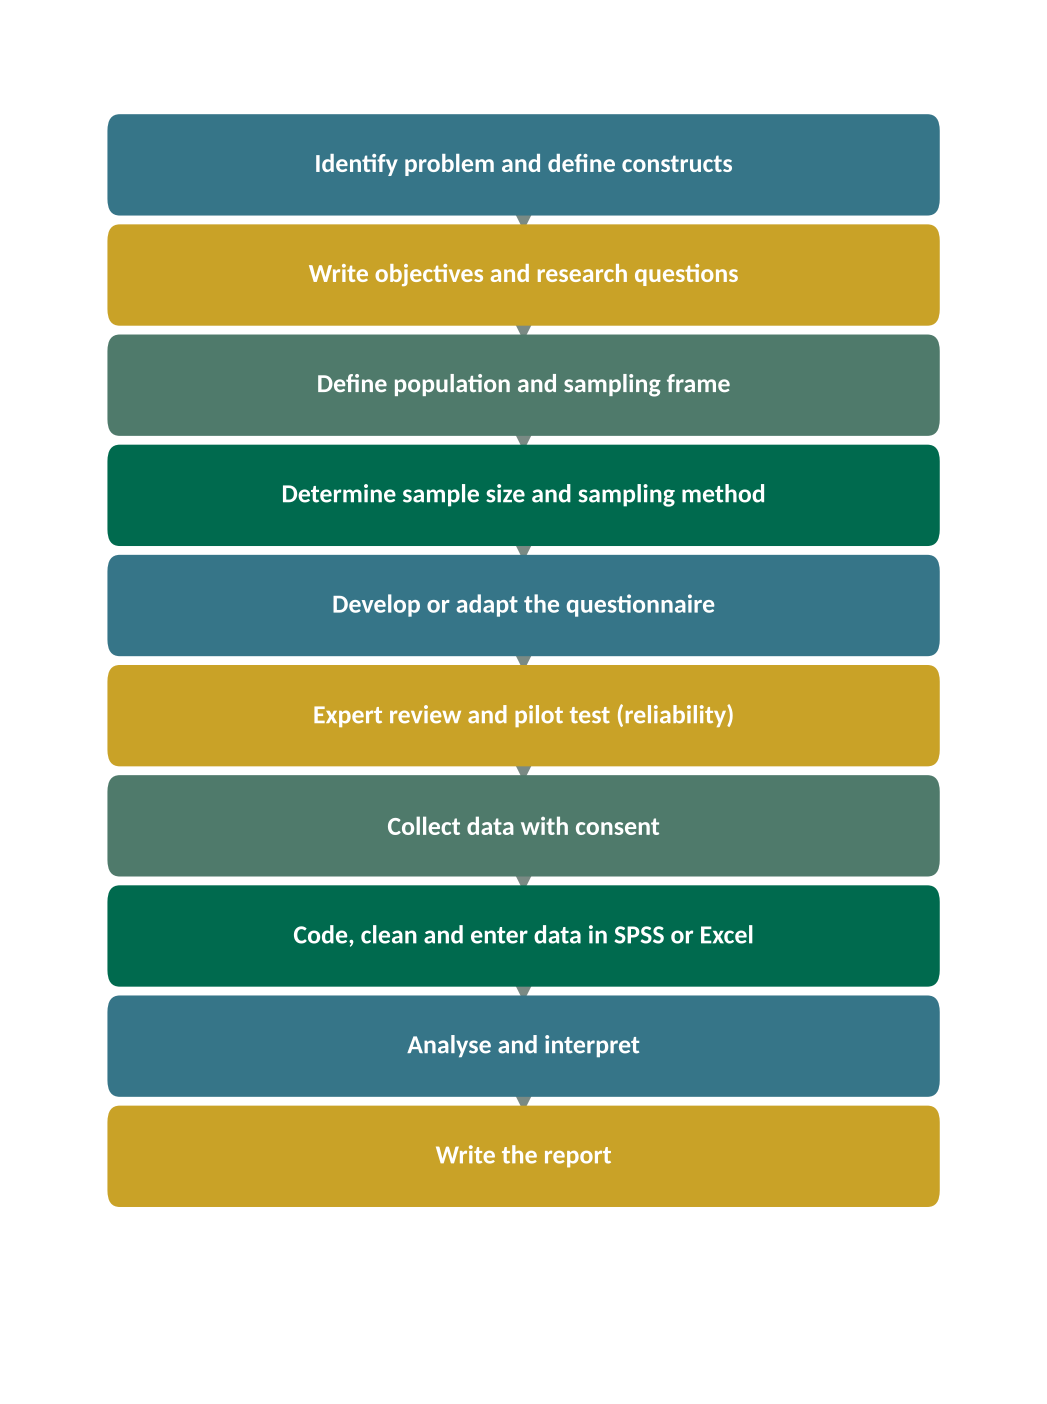 Identify problem and define constructs
Write objectives and research questions
Define population and sampling frame
Determine sample size and sampling method
Develop or adapt the questionnaire
Expert review and pilot test (reliability)
Collect data with consent
Code, clean and enter data in SPSS or Excel
Analyse and interpret
Write the report